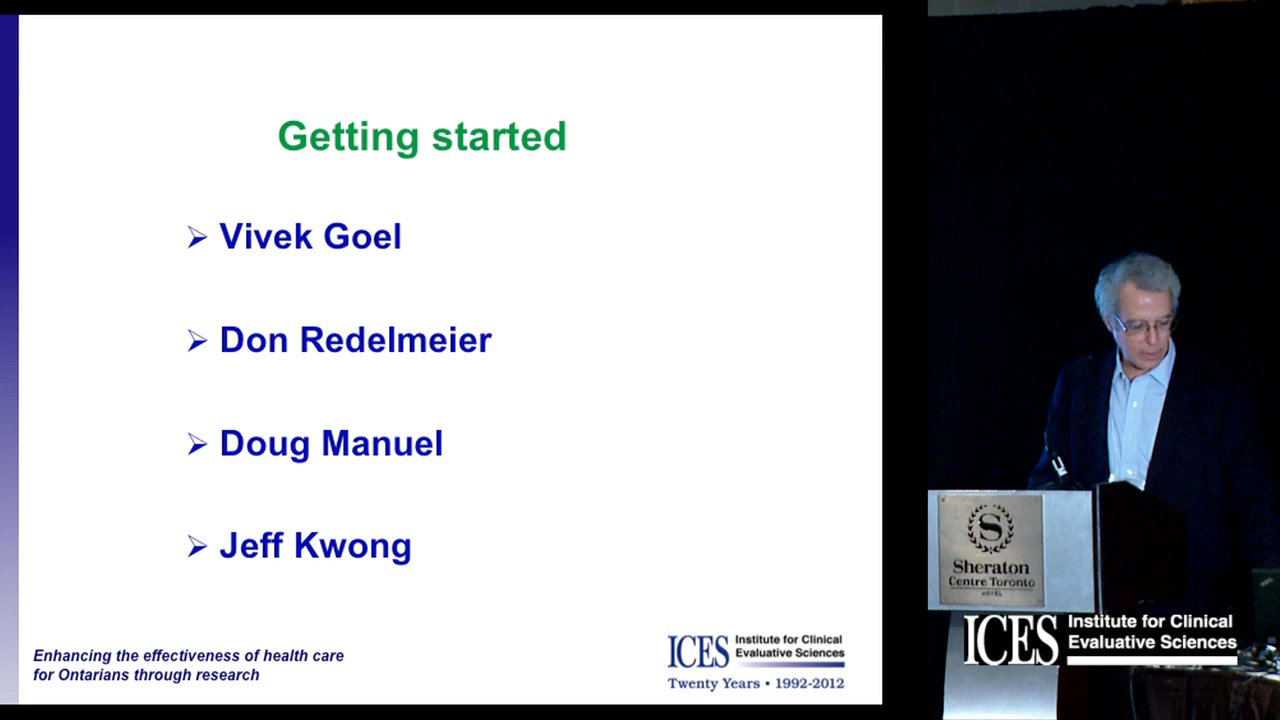 Getting started
➢ Vivek Goel
➢ Don Redelmeier
➢ Doug Manuel
➢ Jeff Kwong
Enhancing the effectiveness of health care
for Ontarians through research
ICES Institute for Clinical
Evaluative Sciences
Twenty Years • 1992-2012
S
Sheraton
Centre Toronto
HOTEL
ICES Institute for Clinical
Evaluative Sciences